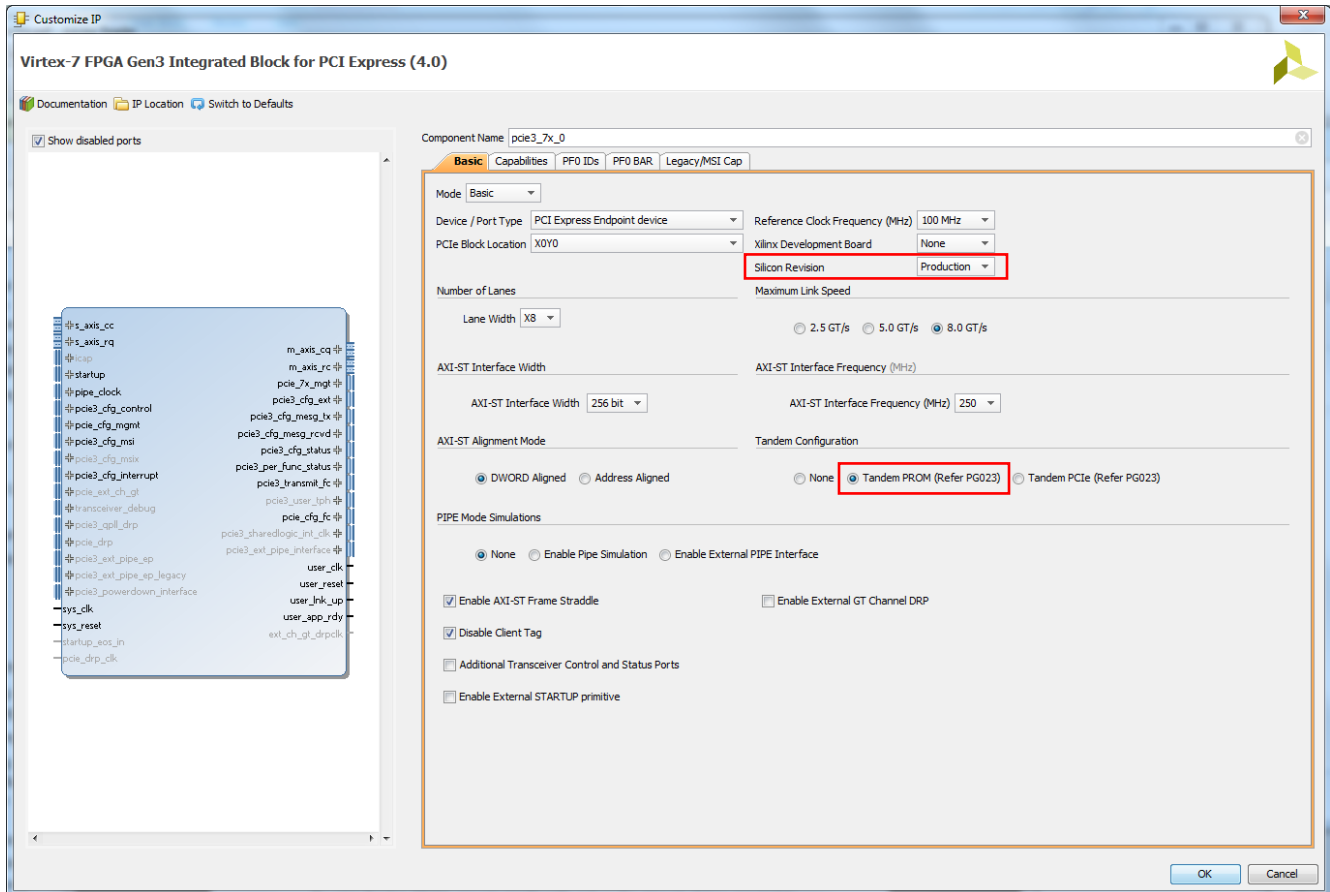 Customize IP
Virtex-7 FPGA Gen3 Integrated Block for PCI Express (4.0)
Documentation IP Location Switch to Defaults
Show disabled ports
s_axis_cc
s_axis_rq
icap
startup
pipe_clock
pcie3_cfg_control
pcie_cfg_mgmt
pcie3_cfg_msi
pcie3_cfg_msix
pcie3_cfg_interrupt
pcie_ext_ch_gt
transceiver_debug
pcie3_qpll_drp
pcie_drp
pcie3_ext_pipe_ep
pcie3_ext_pipe_ep_legacy
pcie3_powerdown_interface
sys_clk
sys_reset
startup_eos_in
pcie_drp_clk
m_axis_cq
m_axis_rc
pcie_7x_mgt
pcie3_cfg_ext
pcie3_cfg_mesg_tx
pcie3_cfg_mesg_rcvd
pcie3_cfg_status
pcie3_per_func_status
pcie3_transmit_fc
pcie3_user_tph
pcie_cfg_fc
pcie3_sharedlogic_int_clk
pcie3_ext_pipe_interface
user_clk
user_reset
user_lnk_up
user_app_rdy
ext_ch_gt_drpclk
Component Name pcie3_7x_0
Basic Capabilities PF0 IDs PF0 BAR Legacy/MSI Cap
Mode Basic
Device / Port Type PCI Express Endpoint device Reference Clock Frequency (MHz) 100 MHz
PCIe Block Location X0Y0 Xilinx Development Board None
Silicon Revision Production
Number of Lanes Maximum Link Speed
Lane Width X8 2.5 GT/s 5.0 GT/s 8.0 GT/s
AXI-ST Interface Width AXI-ST Interface Frequency (MHz)
AXI-ST Interface Width 256 bit AXI-ST Interface Frequency (MHz) 250
AXI-ST Alignment Mode Tandem Configuration
DWORD Aligned Address Aligned None Tandem PROM (Refer PG023) Tandem PCIe (Refer PG023)
PIPE Mode Simulations
None Enable Pipe Simulation Enable External PIPE Interface
Enable AXI-ST Frame Straddle Enable External GT Channel DRP
Disable Client Tag
Additional Transceiver Control and Status Ports
Enable External STARTUP primitive
OK Cancel